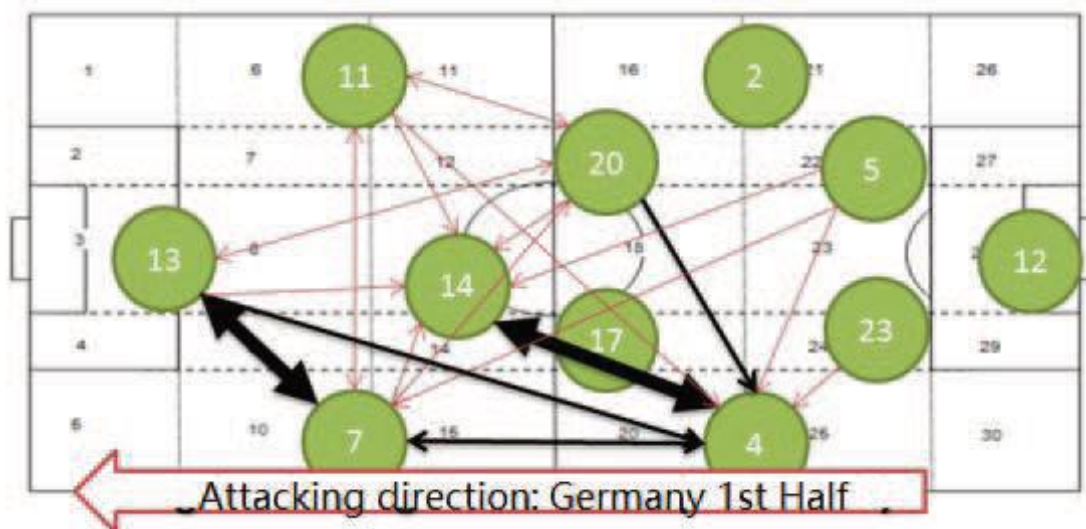 1 6 11 11 16 2 21 26
2 7 12 20 22 5 27
3 13 8 14 18 23 12
4 14 17 24 23 29
5 10 7 15 20 4 25 30
Attacking direction: Germany 1st Half